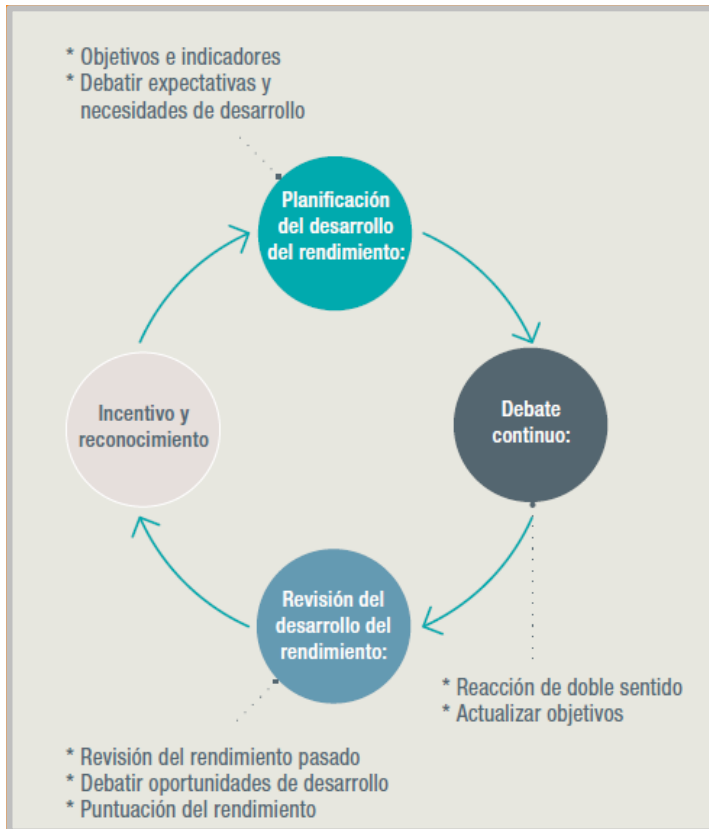 * Objetivos e indicadores
* Debatir expectativas y
necesidades de desarrollo
Planificación
del desarrollo
del rendimiento:
Debate
continuo:
* Reacción de doble sentido
* Actualizar objetivos
Revisión del
desarrollo del
rendimiento:
* Revisión del rendimiento pasado
* Debatir oportunidades de desarrollo
* Puntuación del rendimiento
Incentivo y
reconocimiento